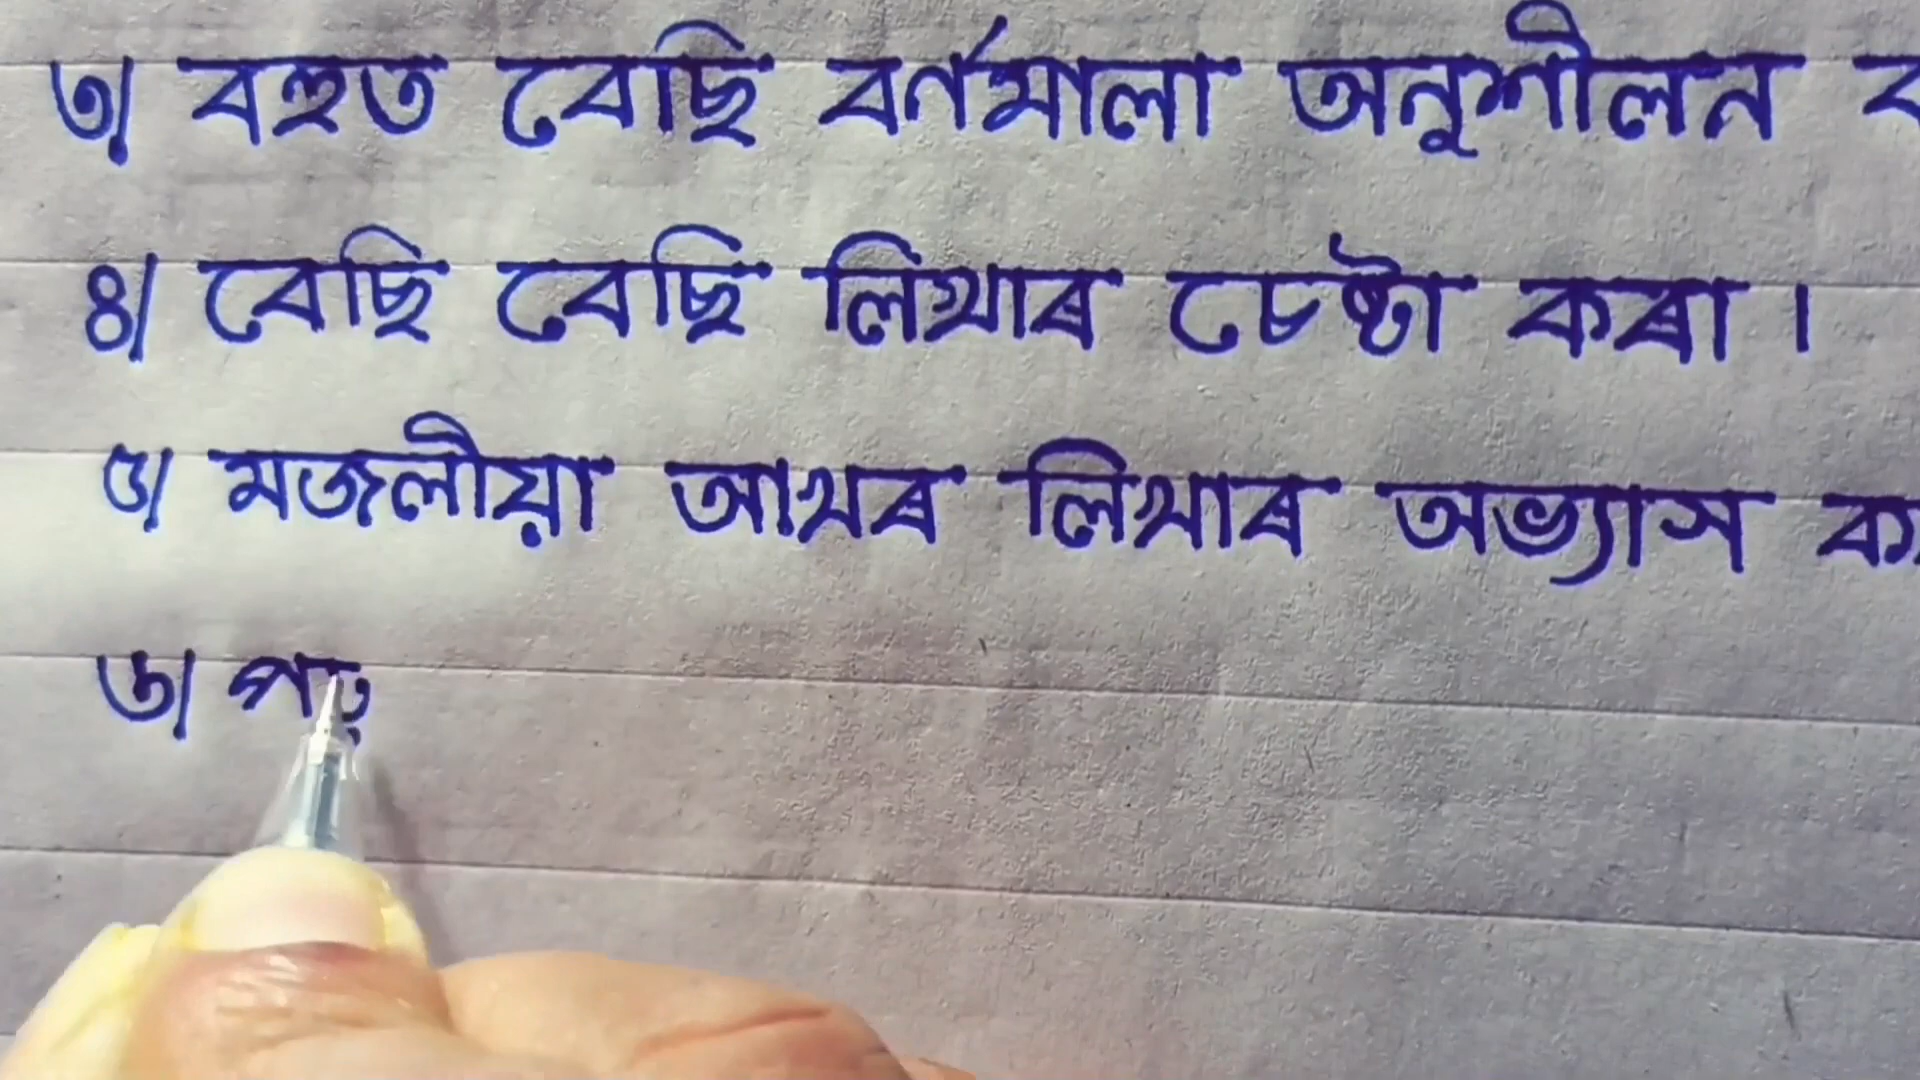 ৩। বহুত বেছি বৰ্ণমালা অনুশীলন
৪। বেছি বেছি লিখাৰ চেষ্টা কৰা।
৫। মজলীয়া আখৰ লিখাৰ অভ্যাস
৬। পঢ়